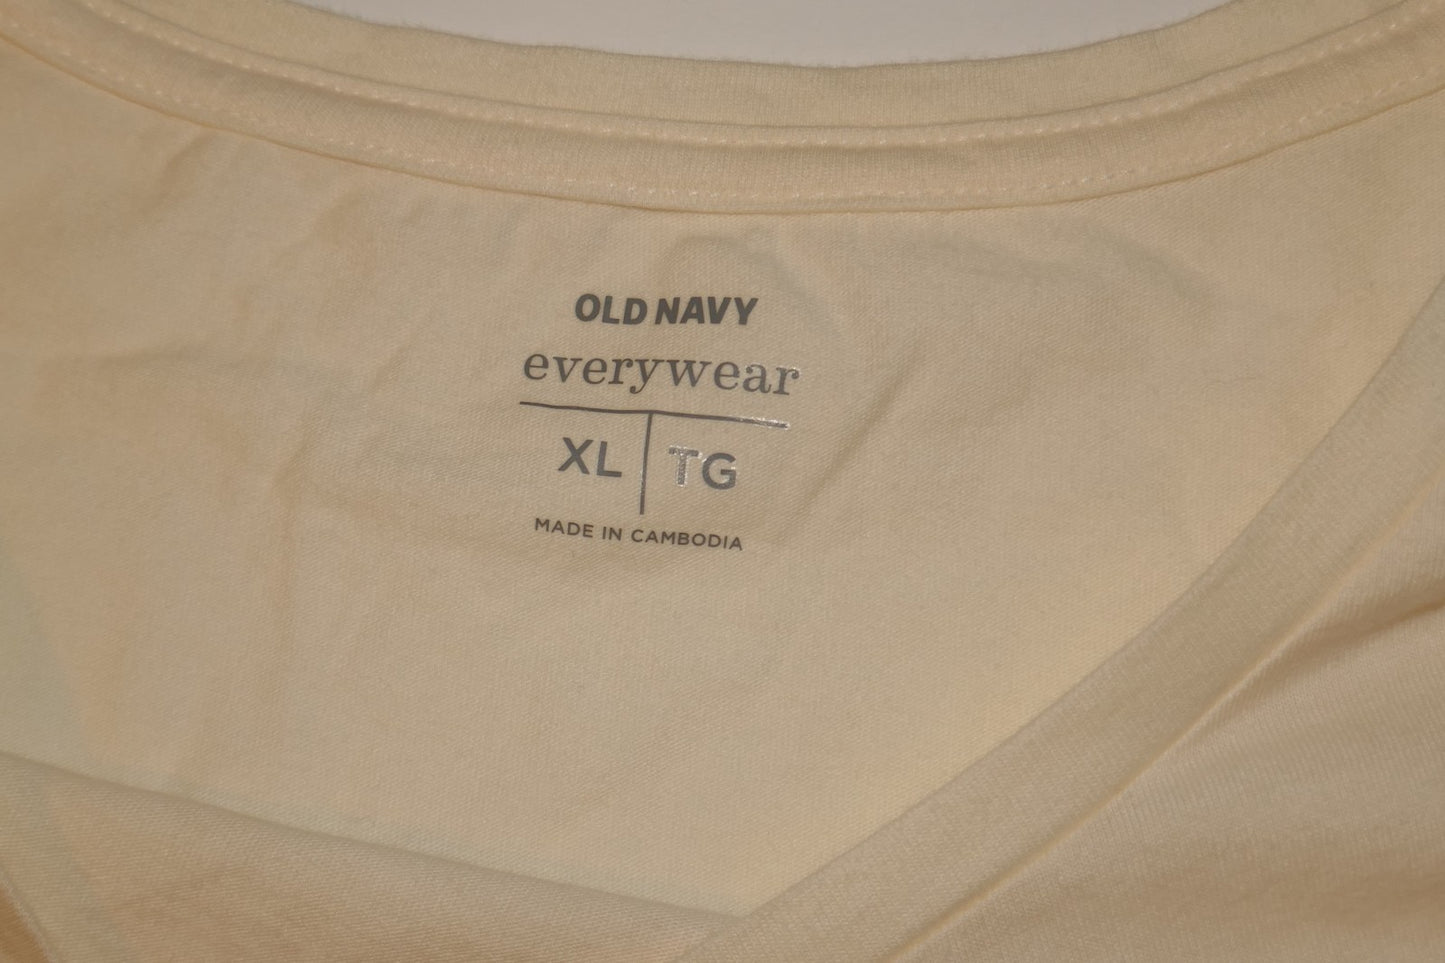 OLD NAVY
everywear
XL TG
MADE IN CAMBODIA